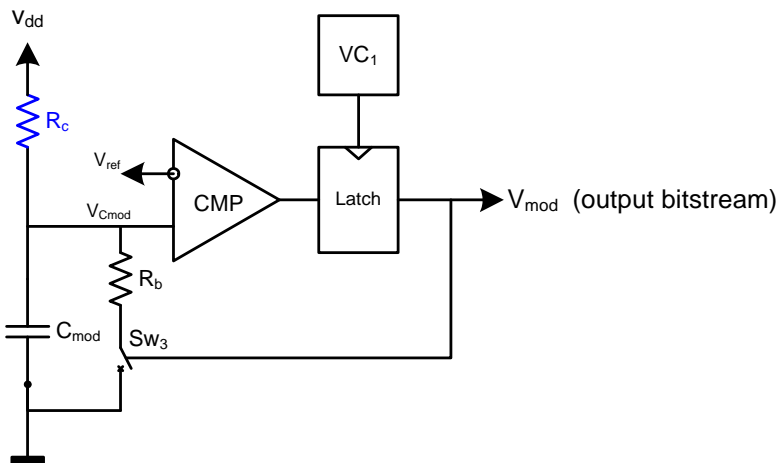 Vdd
VC1
Rc
Vref
CMP
Latch
Vmod (output bitstream)
VCmod
Rb
Cmod
Sw3